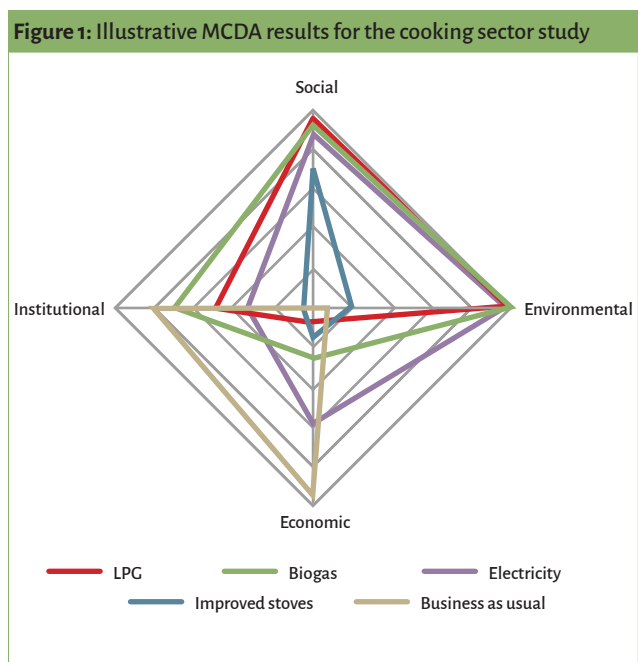 Figure 1: Illustrative MCDA results for the cooking sector study
Social
Institutional
Environmental
Economic
LPG
Biogas
Electricity
Improved stoves
Business as usual